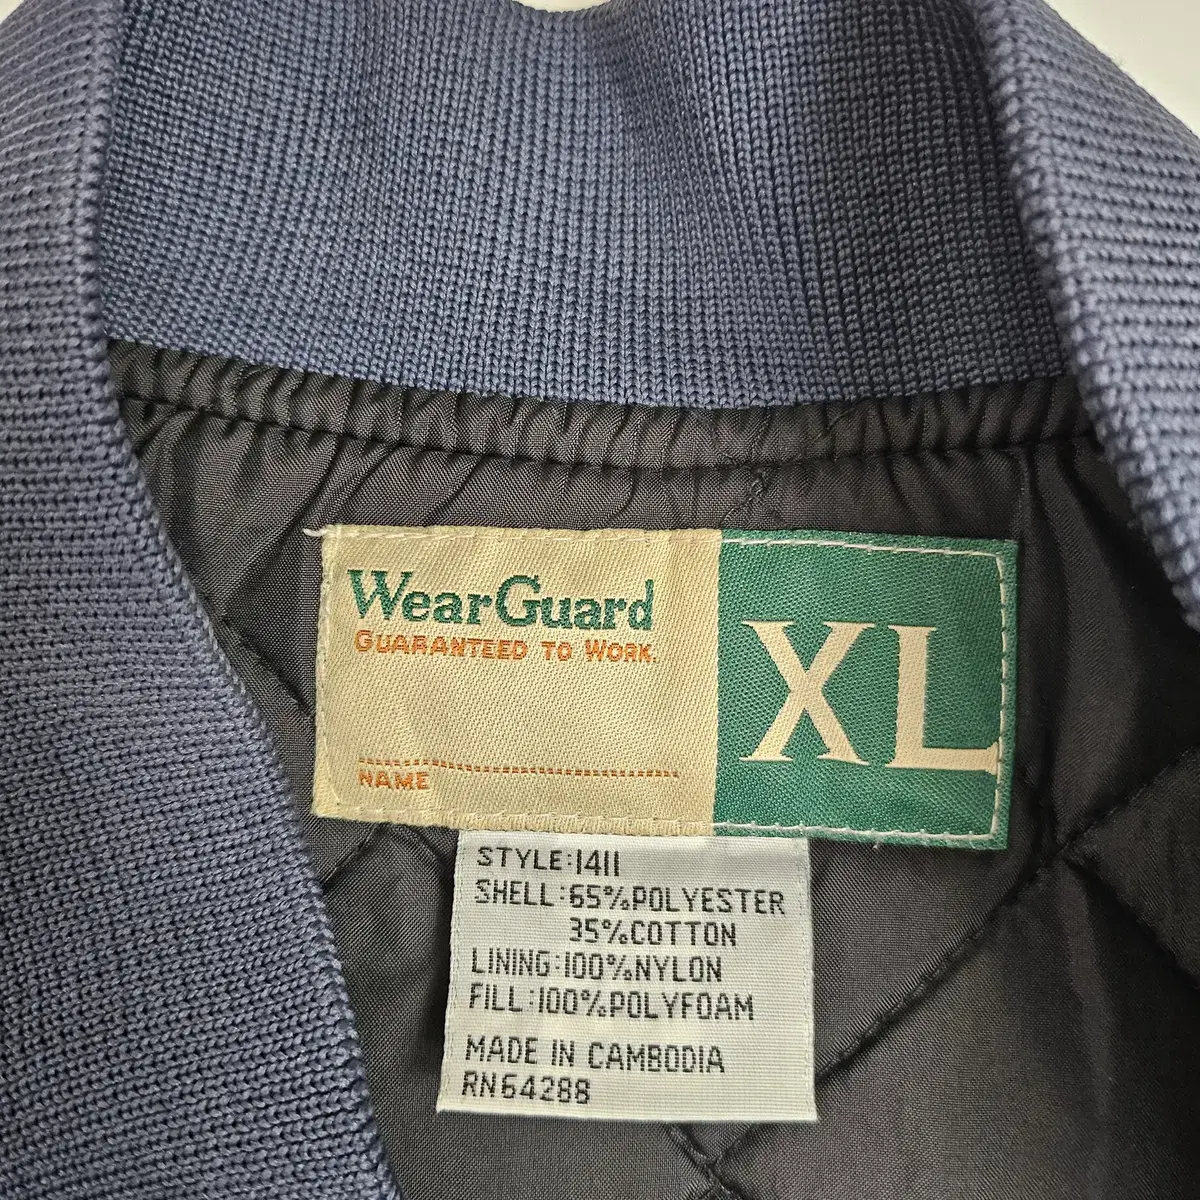 WearGuard
GUARANTEED TO WORK.
NAME
XL
STYLE:1411
SHELL:65%POLYESTER
35%COTTON
LINING:100%NYLON
FILL:100%POLYFOAM
MADE IN CAMBODIA
RN64288